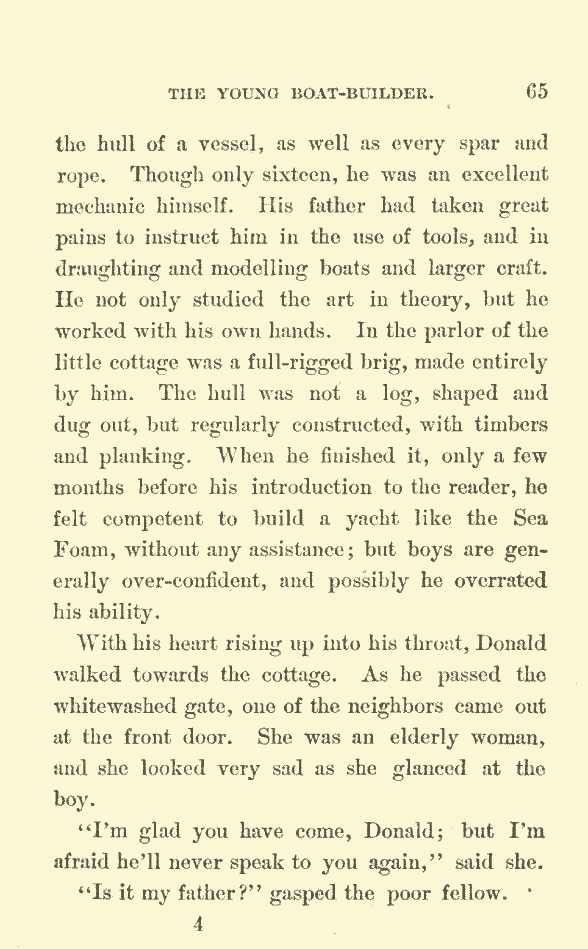 THE YOUNG BOAT-BUILDER. 65
the hull of a vessel, as well as every spar and
rope. Though only sixteen, he was an excellent
mechanic himself. His father had taken great
pains to instruct him in the use of tools, and in
draughting and modelling boats and larger craft.
He not only studied the art in theory, but he
worked with his own hands. In the parlor of the
little cottage was a full-rigged brig, made entirely
by him. The hull was not a log, shaped and
dug out, but regularly constructed, with timbers
and planking. When he finished it, only a few
months before his introduction to the reader, he
felt competent to build a yacht like the Sea
Foam, without any assistance; but boys are gen-
erally over-confident, and possibly he overrated
his ability.
With his heart rising up into his throat, Donald
walked towards the cottage. As he passed the
whitewashed gate, one of the neighbors came out
at the front door. She was an elderly woman,
and she looked very sad as she glanced at the
boy.
"I'm glad you have come, Donald; but I'm
afraid he'll never speak to you again," said she.
"Is it my father?" gasped the poor fellow.
4